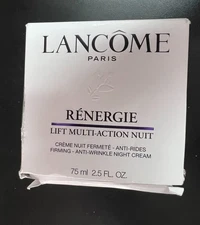 LANCÔME
PARIS
RÉNERGIE
LIFT MULTI-ACTION NUIT
CRÈME NUIT FERMETÉ - ANTI-RIDES
FIRMING - ANTI-WRINKLE NIGHT CREAM
75 ml 2.5 FL. OZ.